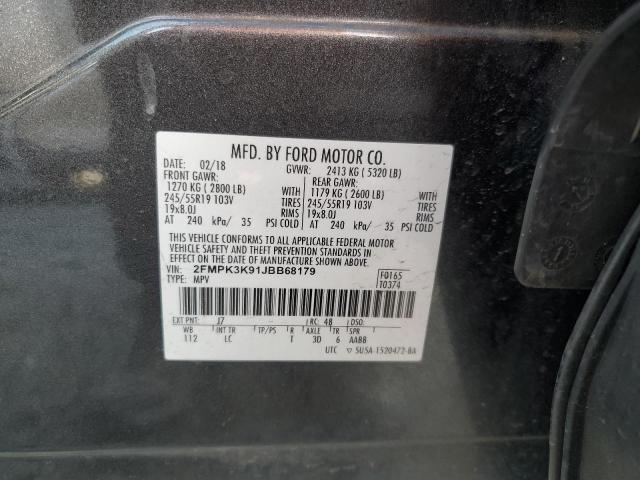 MFD. BY FORD MOTOR CO.
DATE: 02/18 GVWR: 2413 KG ( 5320 LB)
FRONT GAWR: REAR GAWR:
1270 KG ( 2800 LB) WITH 1179 KG ( 2600 LB) WITH
245/55R19 103V TIRES 245/55R19 103V TIRES
19x8.0J RIMS 19x8.0J RIMS
AT 240 kPa/ 35 PSI COLD AT 240 kPa/ 35 PSI COLD
THIS VEHICLE CONFORMS TO ALL APPLICABLE FEDERAL MOTOR
VEHICLE SAFETY AND THEFT PREVENTION STANDARDS IN
EFFECT ON THE DATE OF MANUFACTURE SHOWN ABOVE.
VIN: 2FMPK3K91JBB68179 F0165
TYPE: MPV T0374
EXT PNT: J7 RC: 48 DSO:
WB INT TR TP/PS R AXLE TR
112 LC 1 3D 6 AABB
UTC ▽ 5U5A-1520472-BA